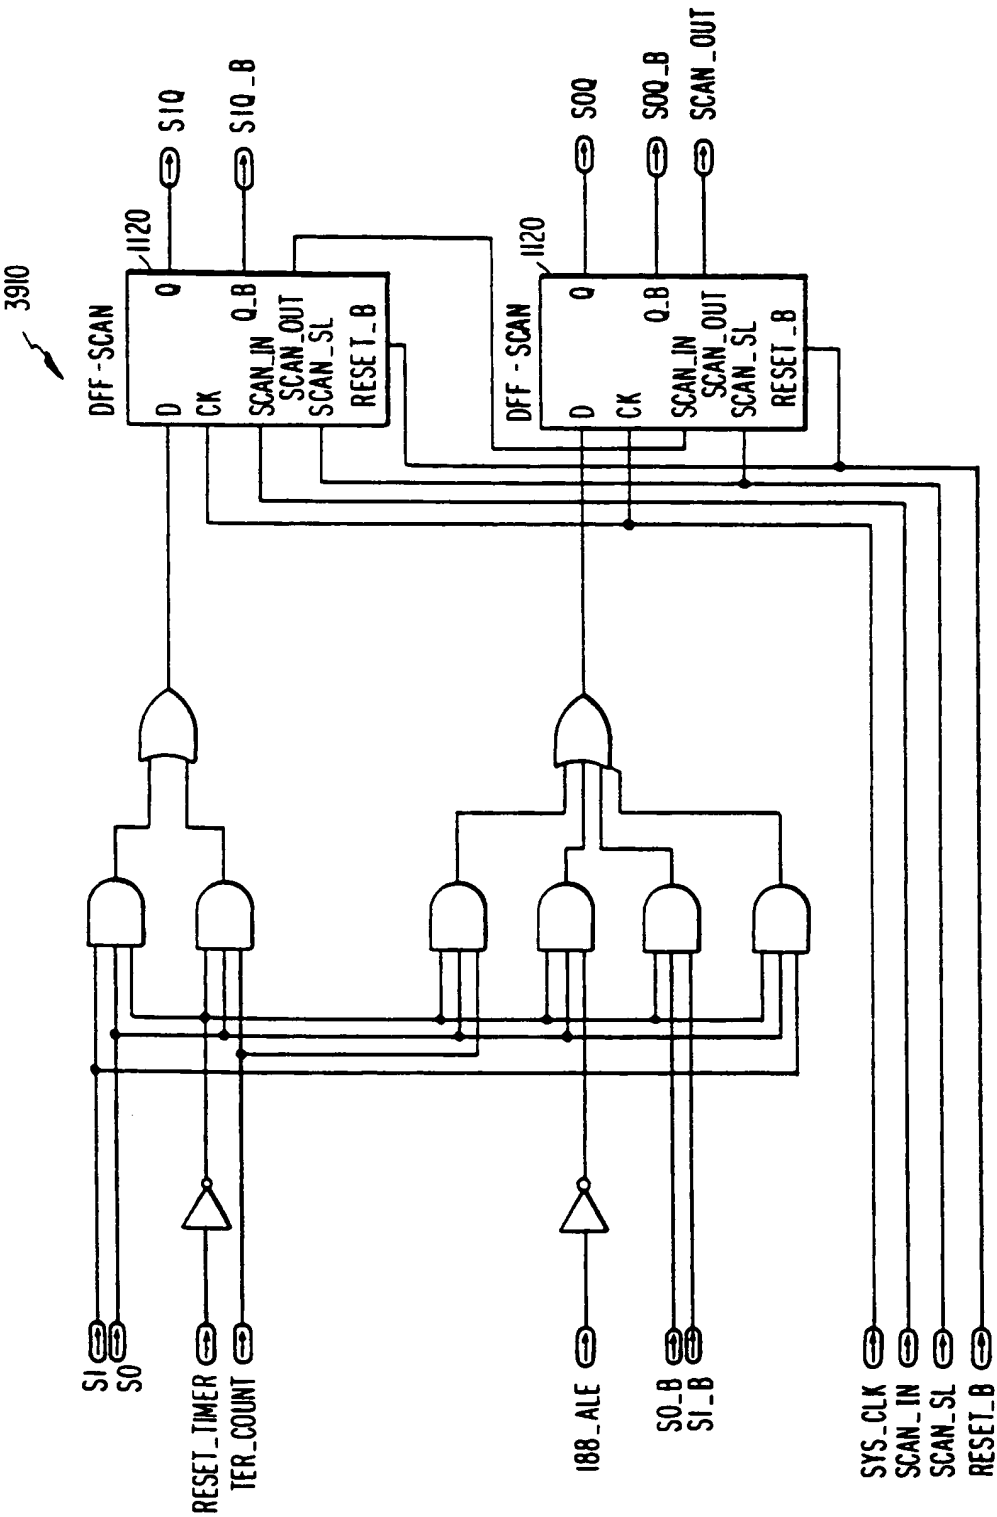 3910
S1
S0
RESET_TIMER
TER_COUNT
188_ALE
S0_B
S1_B
SYS_CLK
SCAN_IN
SCAN_SL
RESET_B
DFF-SCAN
1120
D
Q
CK
Q_B
SCAN_IN
SCAN_OUT
SCAN_SL
RESET_B
S1Q
S1Q_B
DFF-SCAN
1120
D
Q
CK
Q_B
SCAN_IN
SCAN_OUT
SCAN_SL
RESET_B
S0Q
S0Q_B
SCAN_OUT